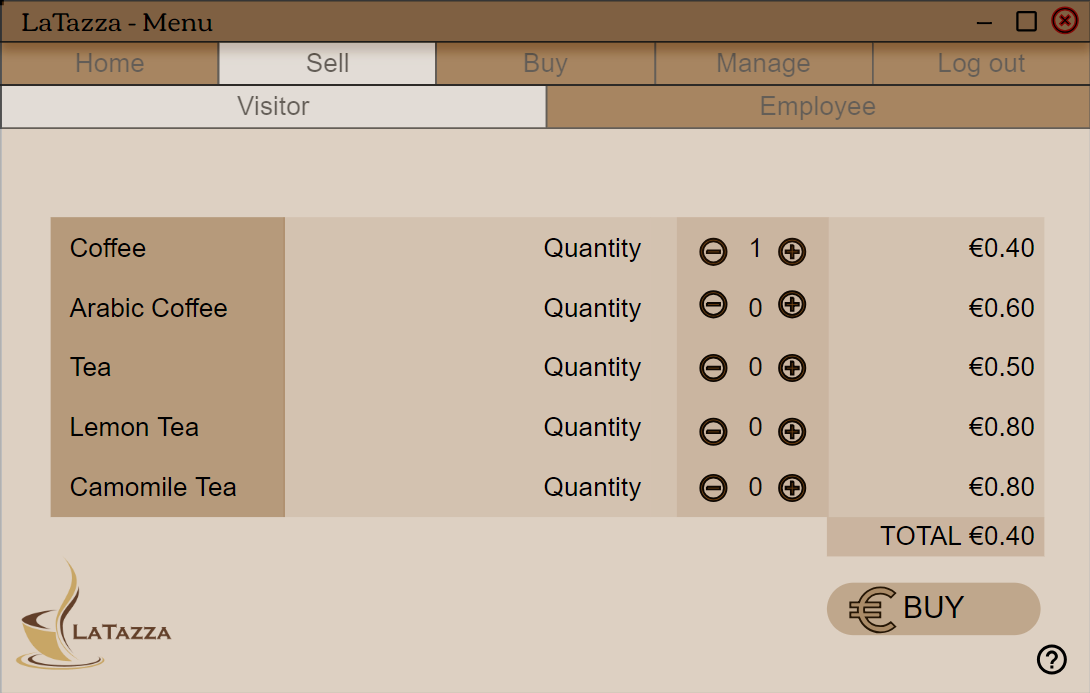 LaTazza - Menu
Home Sell Buy Manage Log out
Visitor Employee
Coffee Quantity 1 €0.40
Arabic Coffee Quantity 0 €0.60
Tea Quantity 0 €0.50
Lemon Tea Quantity 0 €0.80
Camomile Tea Quantity 0 €0.80
TOTAL €0.40
€ BUY
LATAZZA
?